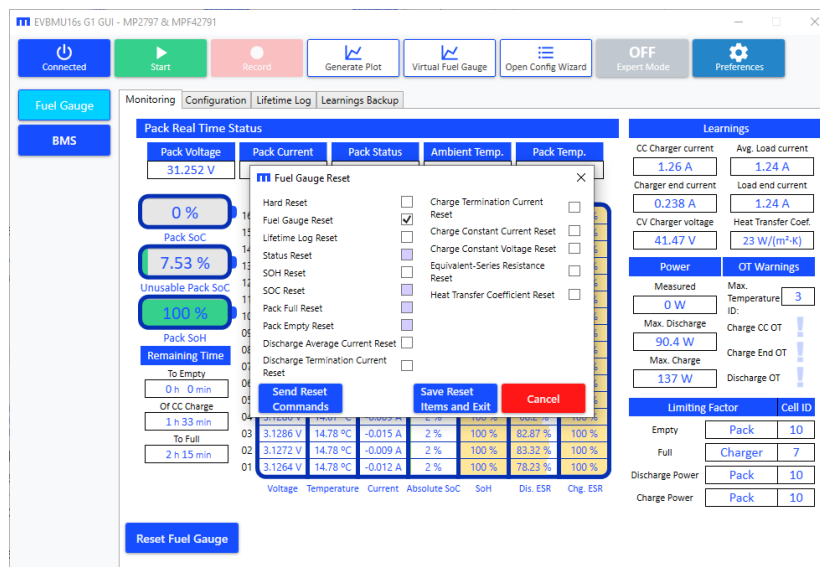 EVBMU16s G1 GUI - MP2797 & MPF42791
Connected
Start
Record
Generate Plot
Virtual Fuel Gauge
Open Config Wizard
OFF
Expert Mode
Preferences
Fuel Gauge
BMS
Monitoring
Configuration
Lifetime Log
Learnings Backup
Pack Real Time Status
Pack Voltage
Pack Current
Pack Status
Ambient Temp.
Pack Temp.
31.252 V
0 %
Pack SoC
7.53 %
Unusable Pack SoC
100 %
Pack SoH
Remaining Time
To Empty
0 h 0 min
Of CC Charge
1 h 33 min
To Full
2 h 15 min
Fuel Gauge Reset
Hard Reset
Fuel Gauge Reset
Lifetime Log Reset
Status Reset
SOH Reset
SOC Reset
Pack Full Reset
Pack Empty Reset
Discharge Average Current Reset
Discharge Termination Current
Reset
Charge Termination Current
Reset
Charge Constant Current Reset
Charge Constant Voltage Reset
Equivalent-Series Resistance
Reset
Heat Transfer Coefficient Reset
Send Reset
Commands
Save Reset
Items and Exit
Cancel
03 3.1286 V 14.78 ºC -0.015 A 2 % 100 % 82.87 % 100 %
02 3.1272 V 14.78 ºC -0.009 A 2 % 100 % 83.32 % 100 %
01 3.1264 V 14.78 ºC -0.012 A 2 % 100 % 78.23 % 100 %
Voltage Temperature Current Absolute SoC SoH Dis. ESR Chg. ESR
Reset Fuel Gauge
Learnings
CC Charger current
Avg. Load current
1.26 A
1.24 A
Charger end current
Load end current
0.238 A
1.24 A
CV Charger voltage
Heat Transfer Coef.
41.47 V
23 W/(m²·K)
Power
Measured
0 W
Max. Discharge
90.4 W
Max. Charge
137 W
OT Warnings
Max.
Temperature
ID:
3
Charge CC OT
Charge End OT
Discharge OT
Limiting Factor
Cell ID
Empty Pack 10
Full Charger 7
Discharge Power Pack 10
Charge Power Pack 10